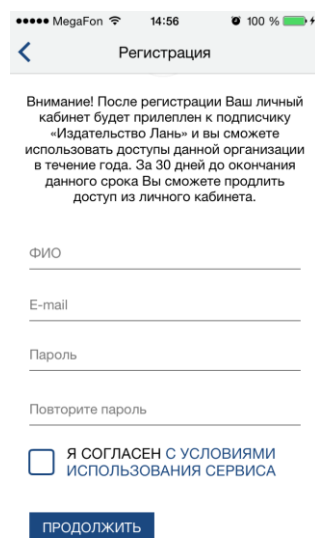 MegaFon 14:56 100 %
Регистрация
Внимание! После регистрации Ваш личный
кабинет будет прилеплен к подписчику
«Издательство Лань» и вы сможете
использовать доступы данной организации
в течение года. За 30 дней до окончания
данного срока Вы сможете продлить
доступ из личного кабинета.
ФИО
E-mail
Пароль
Повторите пароль
Я СОГЛАСЕН С УСЛОВИЯМИ
ИСПОЛЬЗОВАНИЯ СЕРВИСА
ПРОДОЛЖИТЬ